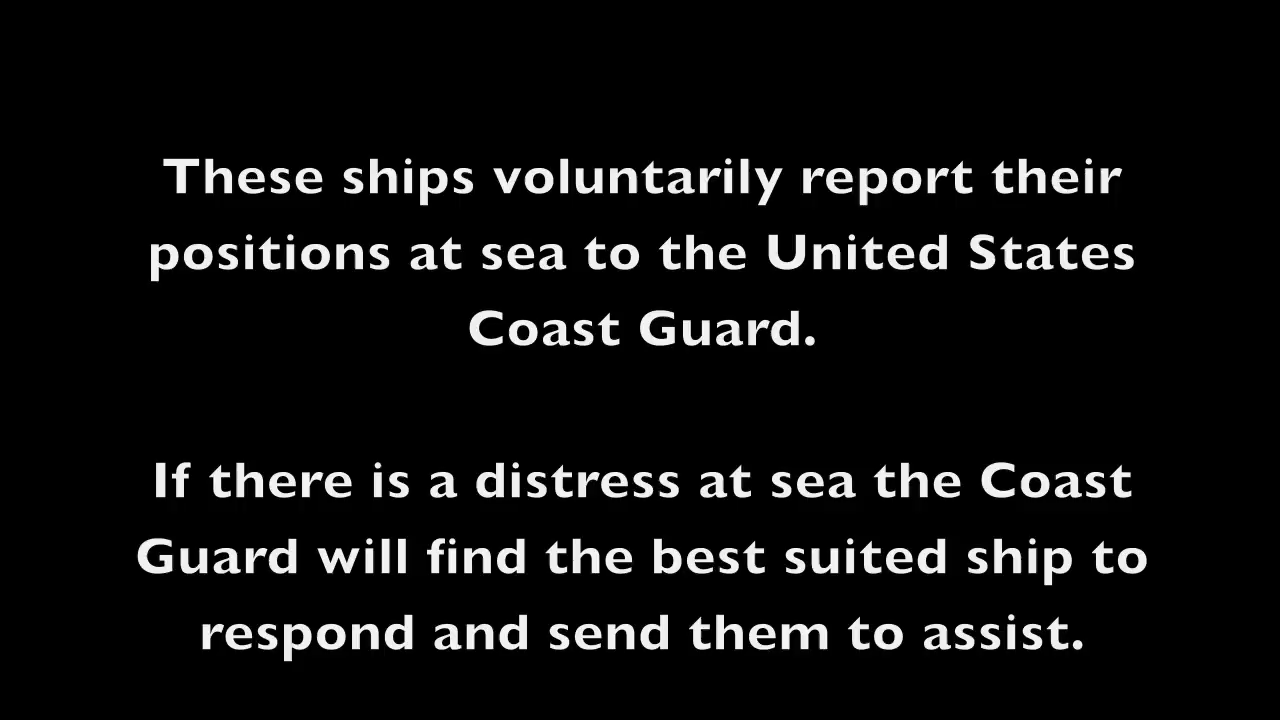 These ships voluntarily report their
positions at sea to the United States
Coast Guard.
If there is a distress at sea the Coast
Guard will find the best suited ship to
respond and send them to assist.